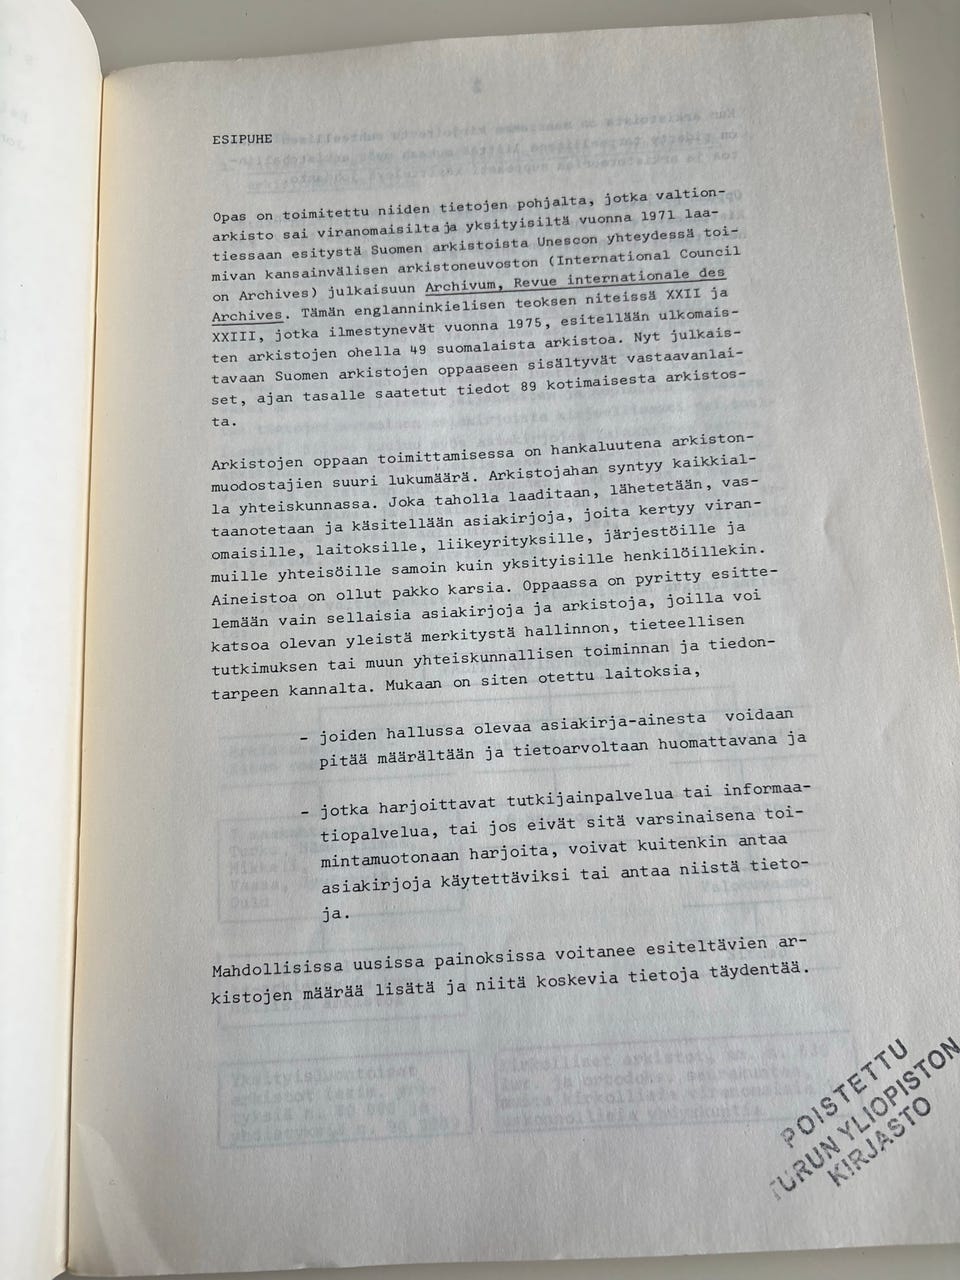 ESIPUHE
Opas on toimitettu niiden tietojen pohjalta, jotka valtion-
arkisto sai viranomaisilta ja yksityisiltä vuonna 1971 laa-
tiessaan esitystä Suomen arkistoista Unescon yhteydessä toi-
mivan kansainvälisen arkistoneuvoston (International Council
on Archives) julkaisuun Archivum, Revue internationale des
Archives. Tämän englanninkielisen teoksen niteissä XXII ja
XXIII, jotka ilmestynevät vuonna 1975, esitellään ulkomais-
ten arkistojen ohella 49 suomalaista arkistoa. Nyt julkais-
tavaan Suomen arkistojen oppaaseen sisältyvät vastaavanlai-
set, ajan tasalle saatetut tiedot 89 kotimaisesta arkistos-
ta.
Arkistojen oppaan toimittamisessa on hankaluutena arkiston-
muodostajien suuri lukumäärä. Arkistojahan syntyy kaikkial-
la yhteiskunnassa. Joka taholla laaditaan, lähetetään, vas-
taanotetaan ja käsitellään asiakirjoja, joita kertyy viran-
omaisille, laitoksille, liikeyrityksille, järjestöille ja
muille yhteisöille samoin kuin yksityisille henkilöillekin.
Aineistoa on ollut pakko karsia. Oppaassa on pyritty esitte-
lemään vain sellaisia asiakirjoja ja arkistoja, joilla voi
katsoa olevan yleistä merkitystä hallinnon, tieteellisen
tutkimuksen tai muun yhteiskunnallisen toiminnan ja tiedon-
tarpeen kannalta. Mukaan on siten otettu laitoksia,
- joiden hallussa olevaa asiakirja-ainesta voidaan
pitää määrältään ja tietoarvoltaan huomattavana ja
- jotka harjoittavat tutkijainpalvelua tai informaa-
tiopalvelua, tai jos eivät sitä varsinaisena toi-
mintamuotonaan harjoita, voivat kuitenkin antaa
asiakirjoja käytettäviksi tai antaa niistä tieto-
ja.
Mahdollisissa uusissa painoksissa voitanee esiteltävien ar-
kistojen määrää lisätä ja niitä koskevia tietoja täydentää.
POISTETTU
TURUN YLIOPISTON
KIRJASTO